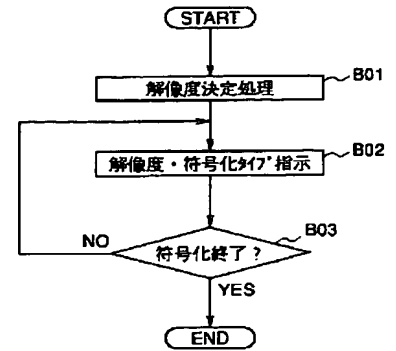 START
解像度決定処理
B01
解像度・符号化ﾀｲﾌﾟ指示
B02
符号化終了?
B03
NO
YES
END